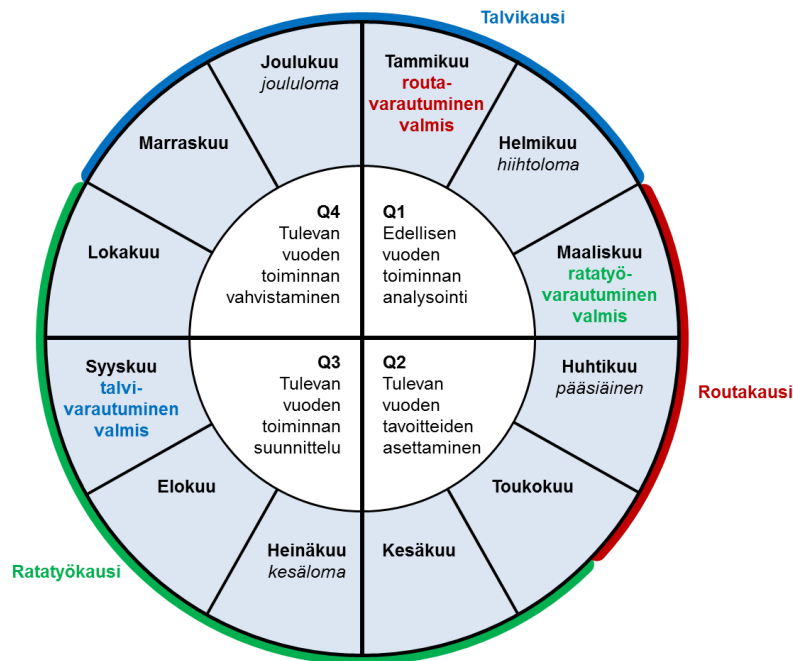 Talvikausi
Tammikuu
routa-
varautuminen
valmis
Helmikuu
hiihtoloma
Maaliskuu
ratatyö-
varautuminen
valmis
Routakausi
Huhtikuu
pääsiäinen
Toukokuu
Kesäkuu
Heinäkuu
kesäloma
Ratatyökausi
Elokuu
Syyskuu
talvi-
varautuminen
valmis
Lokakuu
Marraskuu
Joulukuu
joululoma
Q1
Edellisen
vuoden
toiminnan
analysointi
Q2
Tulevan
vuoden
tavoitteiden
asettaminen
Q3
Tulevan
vuoden
toiminnan
suunnittelu
Q4
Tulevan
vuoden
toiminnan
vahvistaminen